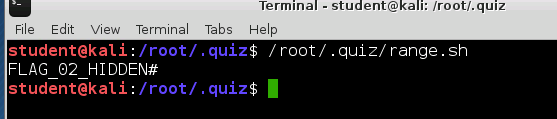 Terminal - student@kali: /root/.quiz
File Edit View Terminal Tabs Help
student@kali:/root/.quiz$ /root/.quiz/range.sh
FLAG_02_HIDDEN#
student@kali:/root/.quiz$